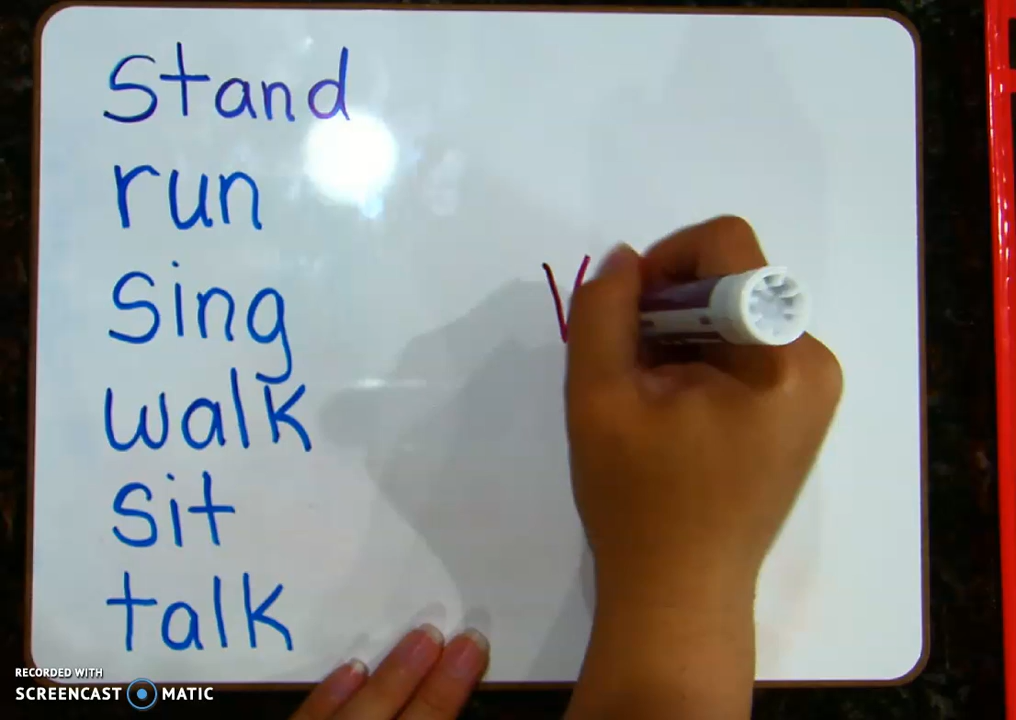 Stand
run
sing
walk
sit
talk
V
RECORDED WITH
SCREENCAST MATIC